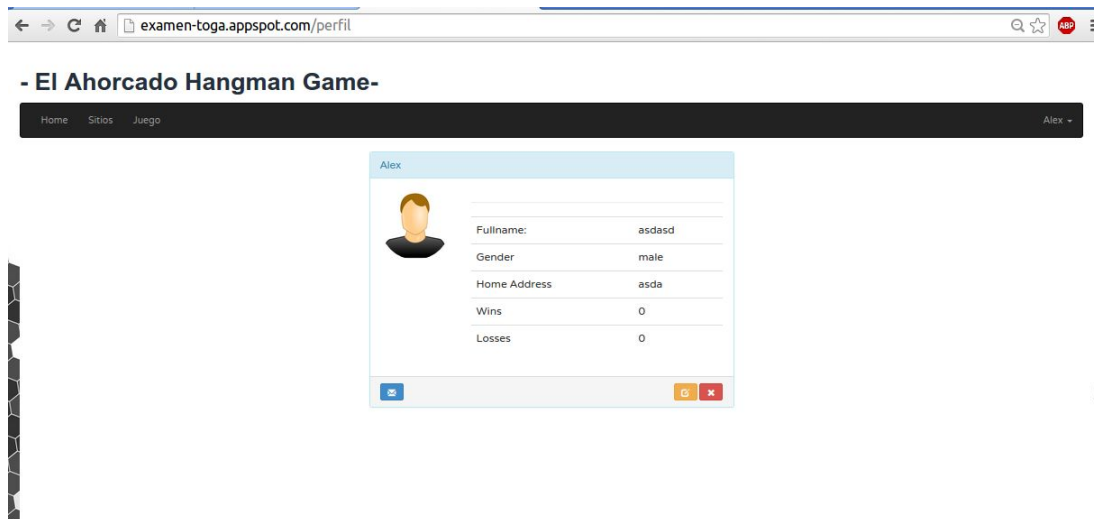 examen-toga.appspot.com/perfil
ABP
- El Ahorcado Hangman Game-
Home Sitios Juego Alex
Alex
Fullname: asdasd
Gender male
Home Address asda
Wins 0
Losses 0